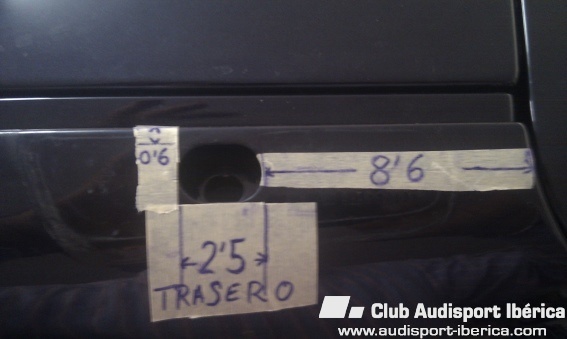 0'6
8'6
2'5
TRASERO
Club Audisport Ibérica
www.audisport-iberica.com